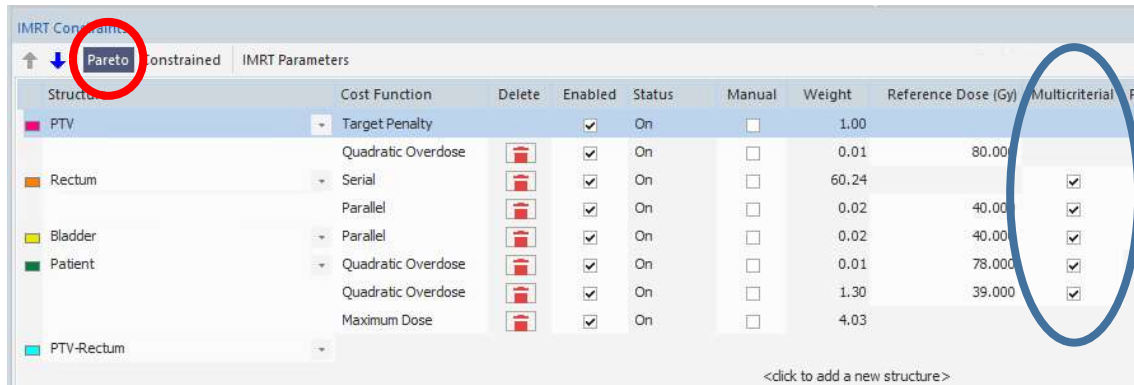 IMRT Constraints
Pareto Constrained IMRT Parameters
Structure Cost Function Delete Enabled Status Manual Weight Reference Dose (Gy) Multicriterial
PTV Target Penalty On 1.00
Quadratic Overdose On 0.01 80.000
Rectum Serial On 60.24
Parallel On 0.02 40.000
Bladder Parallel On 0.02 40.000
Patient Quadratic Overdose On 0.01 78.000
Quadratic Overdose On 1.30 39.000
Maximum Dose On 4.03
PTV-Rectum
<click to add a new structure>